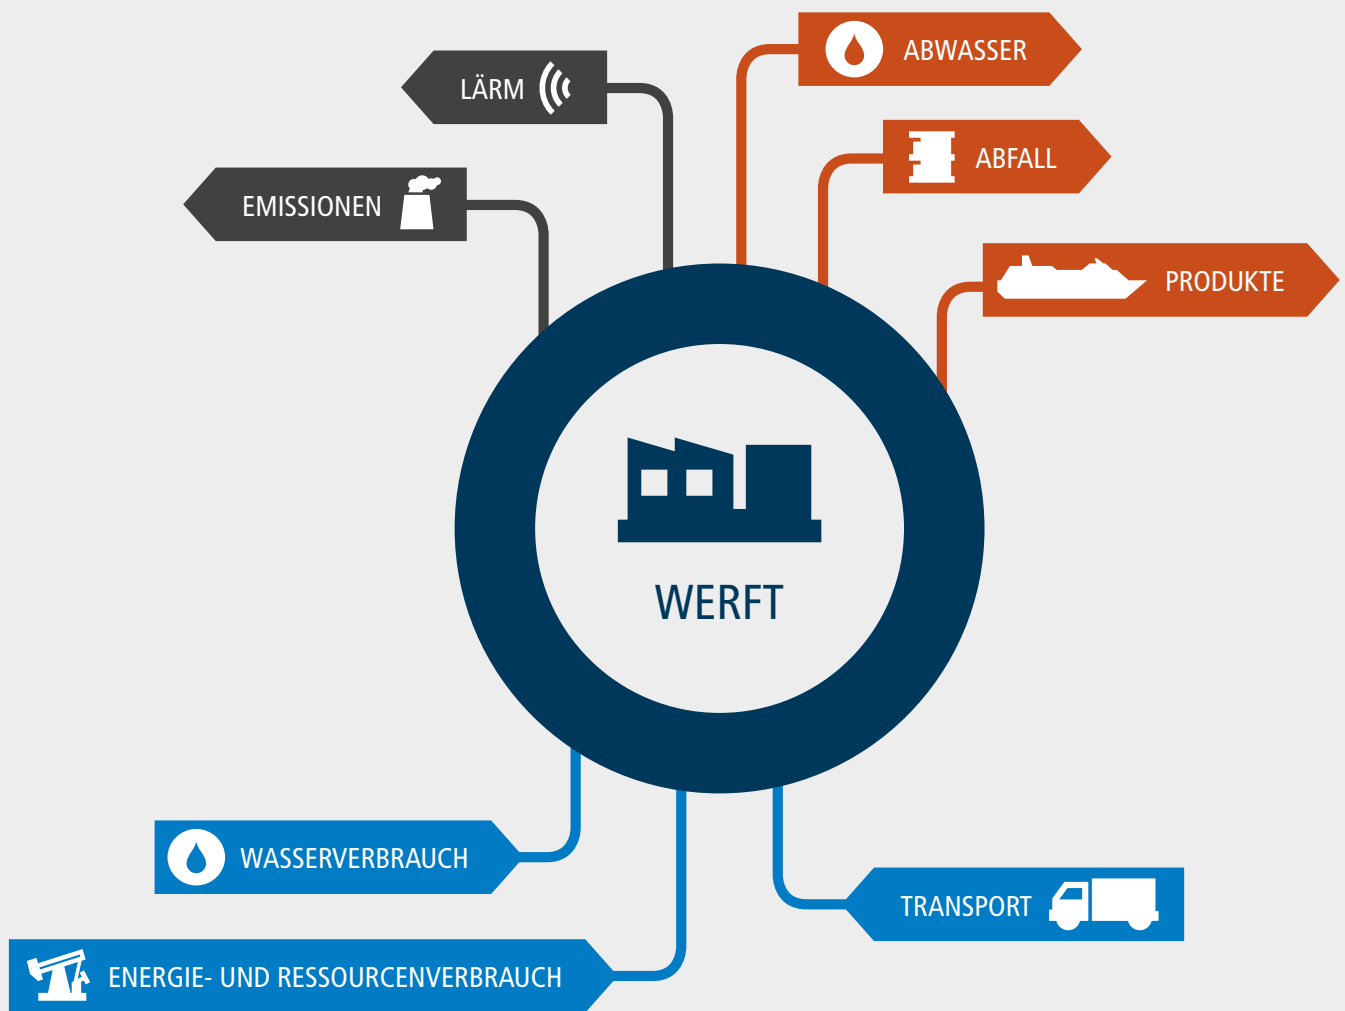 ABWASSER
LÄRM
ABFALL
EMISSIONEN
PRODUKTE
WERFT
WASSERVERBRAUCH
TRANSPORT
ENERGIE- UND RESSOURCENVERBRAUCH